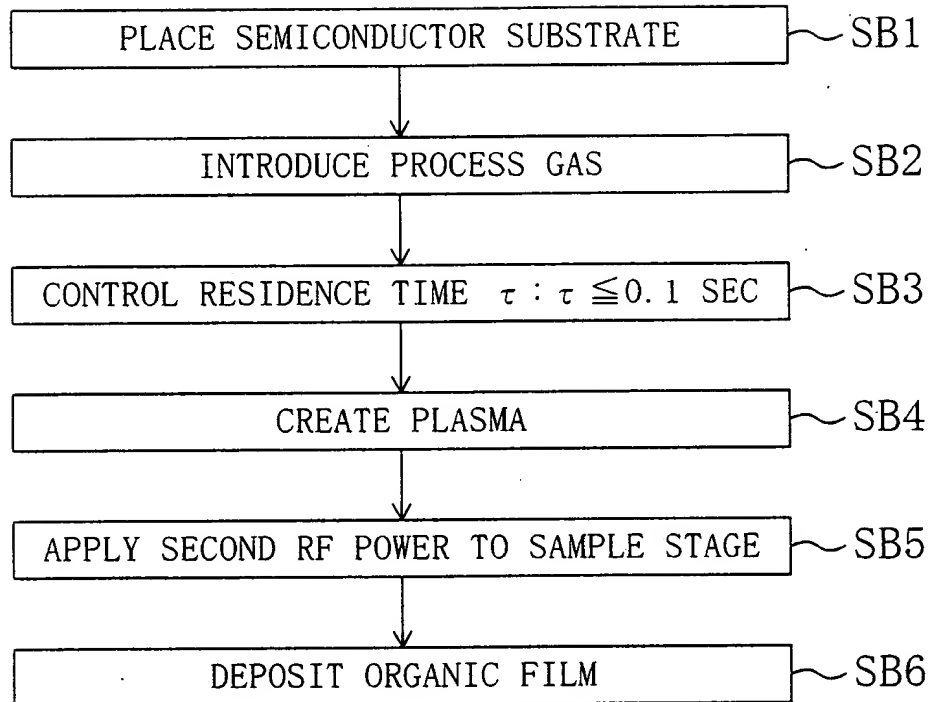 PLACE SEMICONDUCTOR SUBSTRATE SB1
INTRODUCE PROCESS GAS SB2
CONTROL RESIDENCE TIME τ : τ ≦0.1 SEC SB3
CREATE PLASMA SB4
APPLY SECOND RF POWER TO SAMPLE STAGE SB5
DEPOSIT ORGANIC FILM SB6